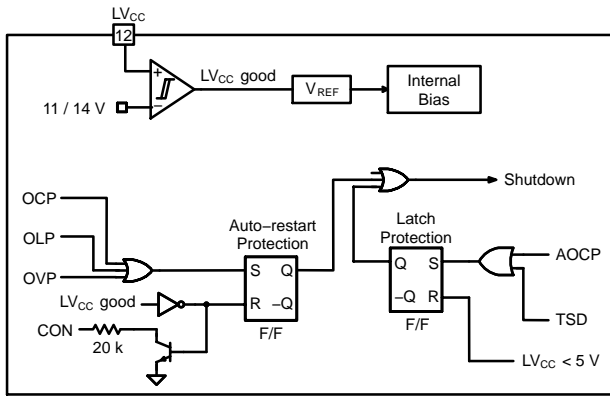 LVCC
12
LVCC good
VREF
Internal
Bias
11 / 14 V
+
−
Shutdown
OCP
OLP
OVP
Auto−restart
Protection
S Q
R −Q
F/F
Latch
Protection
Q S
−Q R
F/F
AOCP
TSD
LVCC < 5 V
LVCC good
CON
20 k